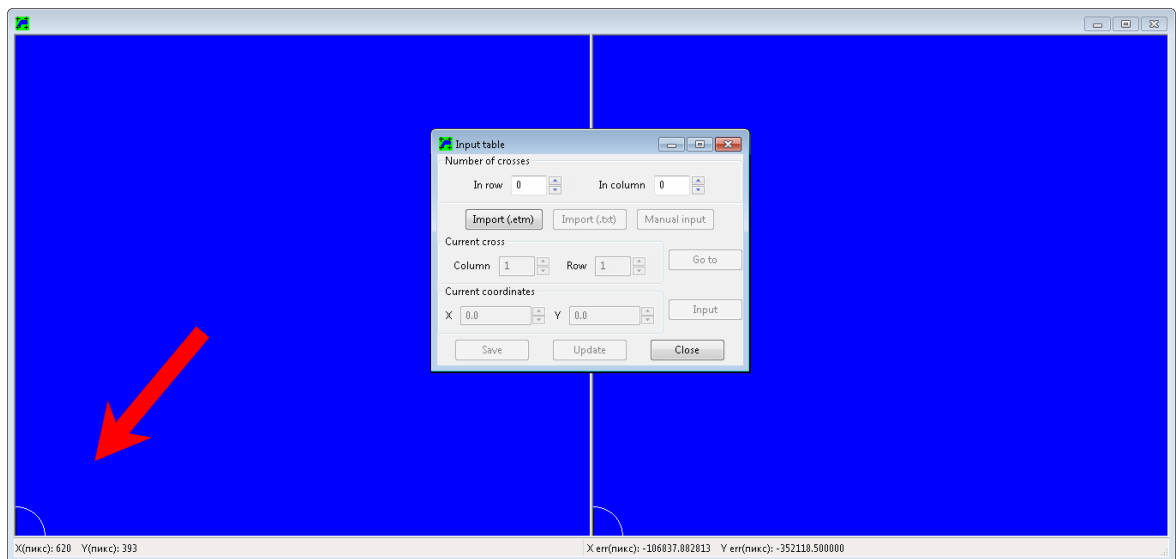 Input table
Number of crosses
In row 0 In column 0
Import (.etm) Import (.txt) Manual input
Current cross
Column 1 Row 1 Go to
Current coordinates
X 0.0 Y 0.0 Input
Save Update Close
X(пикс): 620 Y(пикс): 393 X err(пикс): -106837.882813 Y err(пикс): -352118.500000